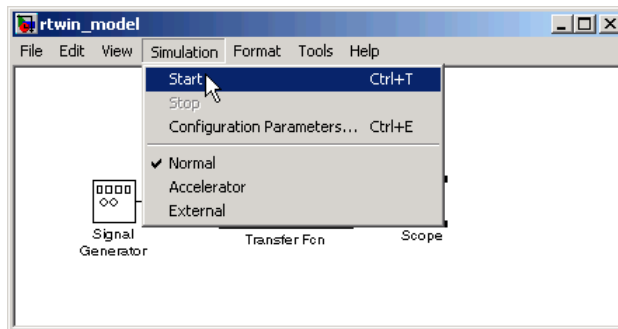 rtwin_model
File Edit View Simulation Format Tools Help
Start Ctrl+T
Stop
Configuration Parameters... Ctrl+E
Normal
Accelerator
External
Signal Generator
Transfer Fcn
Scope